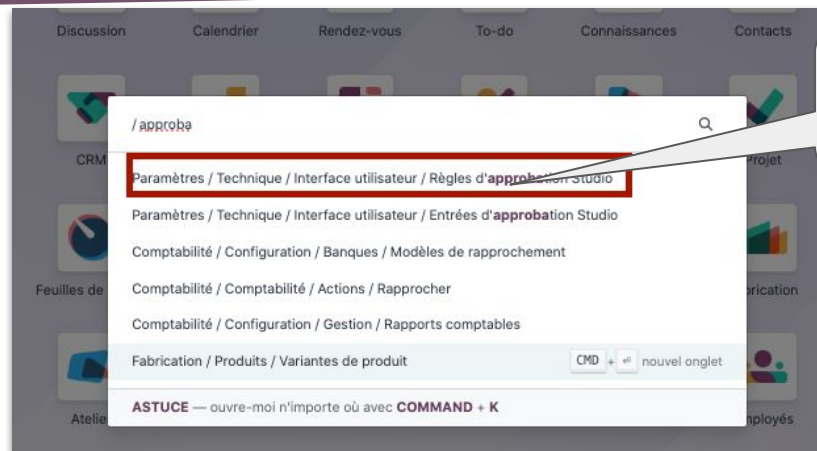 Discussion Calendrier Rendez-vous To-do Connaissances Contacts
/ approba
CRM Projet
Paramètres / Technique / Interface utilisateur / Règles d'approbation Studio
Paramètres / Technique / Interface utilisateur / Entrées d'approbation Studio
Comptabilité / Configuration / Banques / Modèles de rapprochement
Feuilles de
Comptabilité / Comptabilité / Actions / Rapprocher
Comptabilité / Configuration / Gestion / Rapports comptables
Fabrication / Produits / Variantes de produit CMD + ⏎ nouvel onglet
ASTUCE — ouvre-moi n'importe où avec COMMAND + K
Atelie